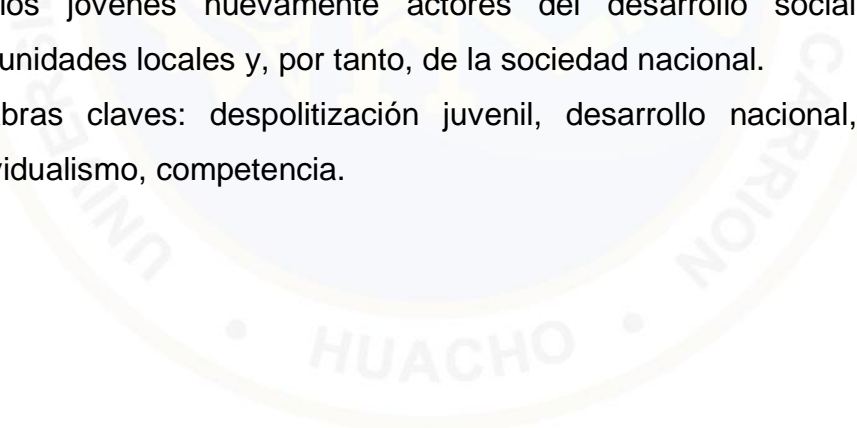 los jóvenes nuevamente actores del desarrollo social
unidades locales y, por tanto, de la sociedad nacional.
bras claves: despolitización juvenil, desarrollo nacional,
vidualismo, competencia.
CARRION
HUACHO